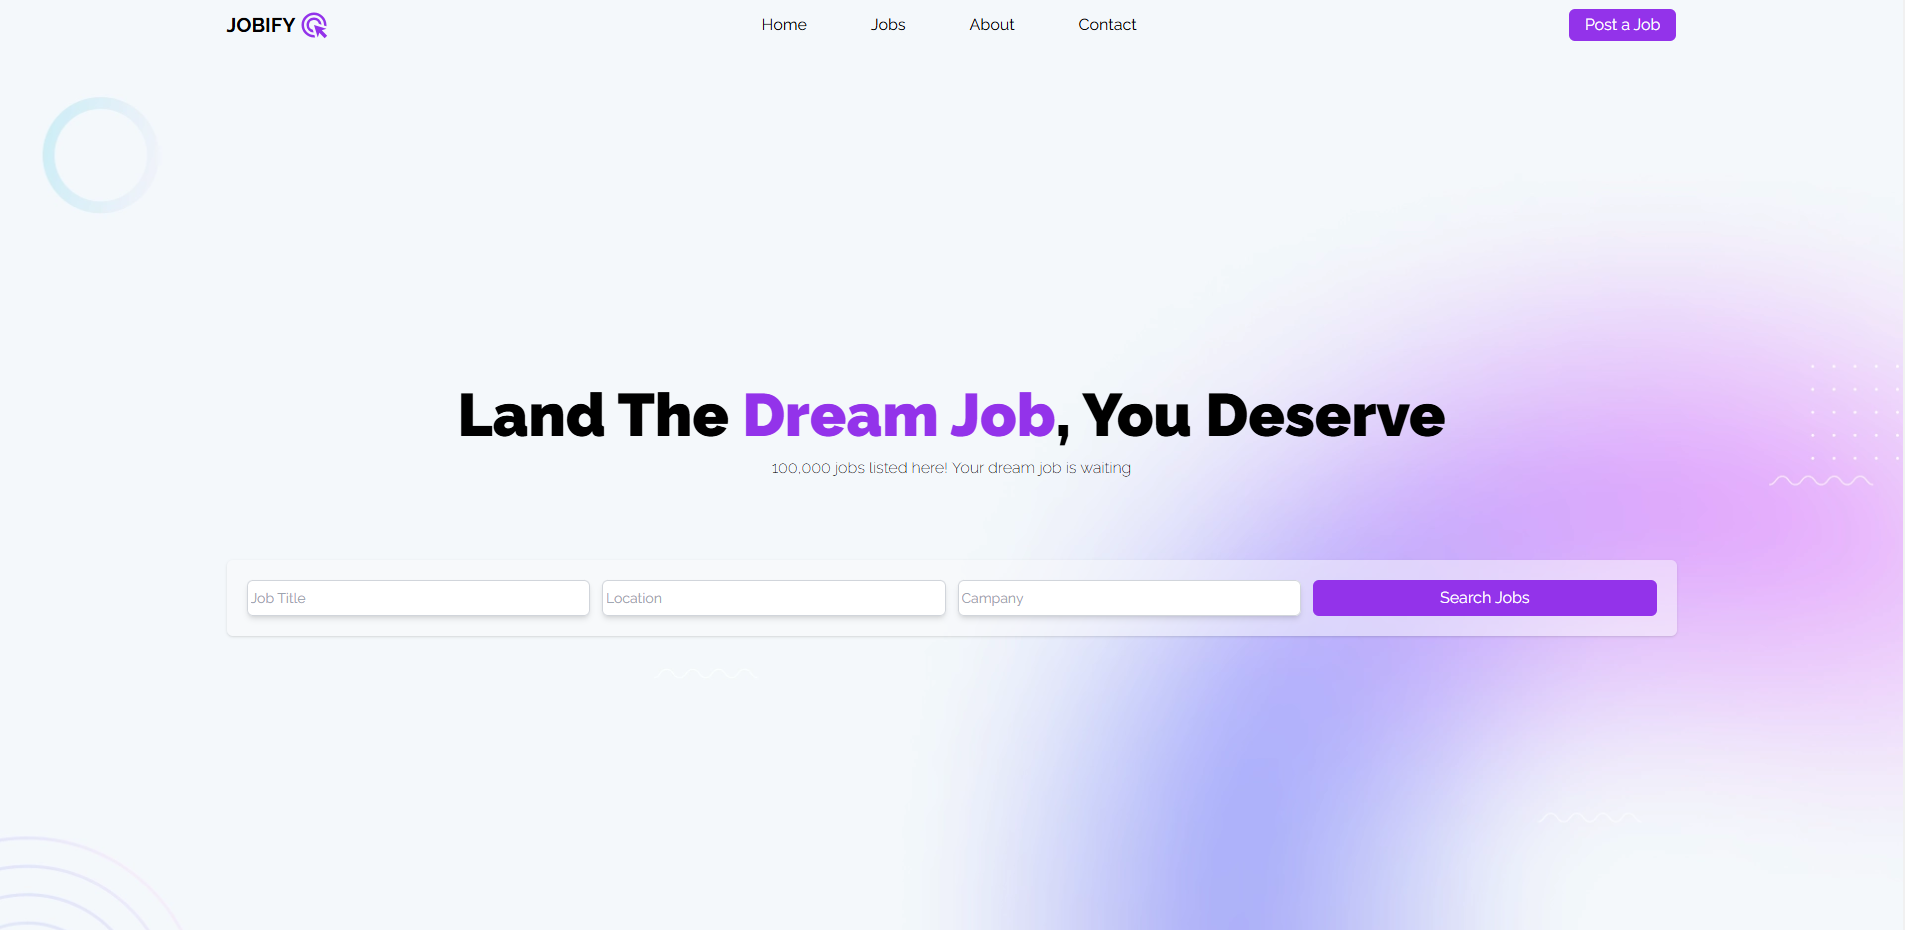 JOBIFY
Home
Jobs
About
Contact
Post a Job
Land The Dream Job, You Deserve
100,000 jobs listed here! Your dream job is waiting
Job Title
Location
Campany
Search Jobs